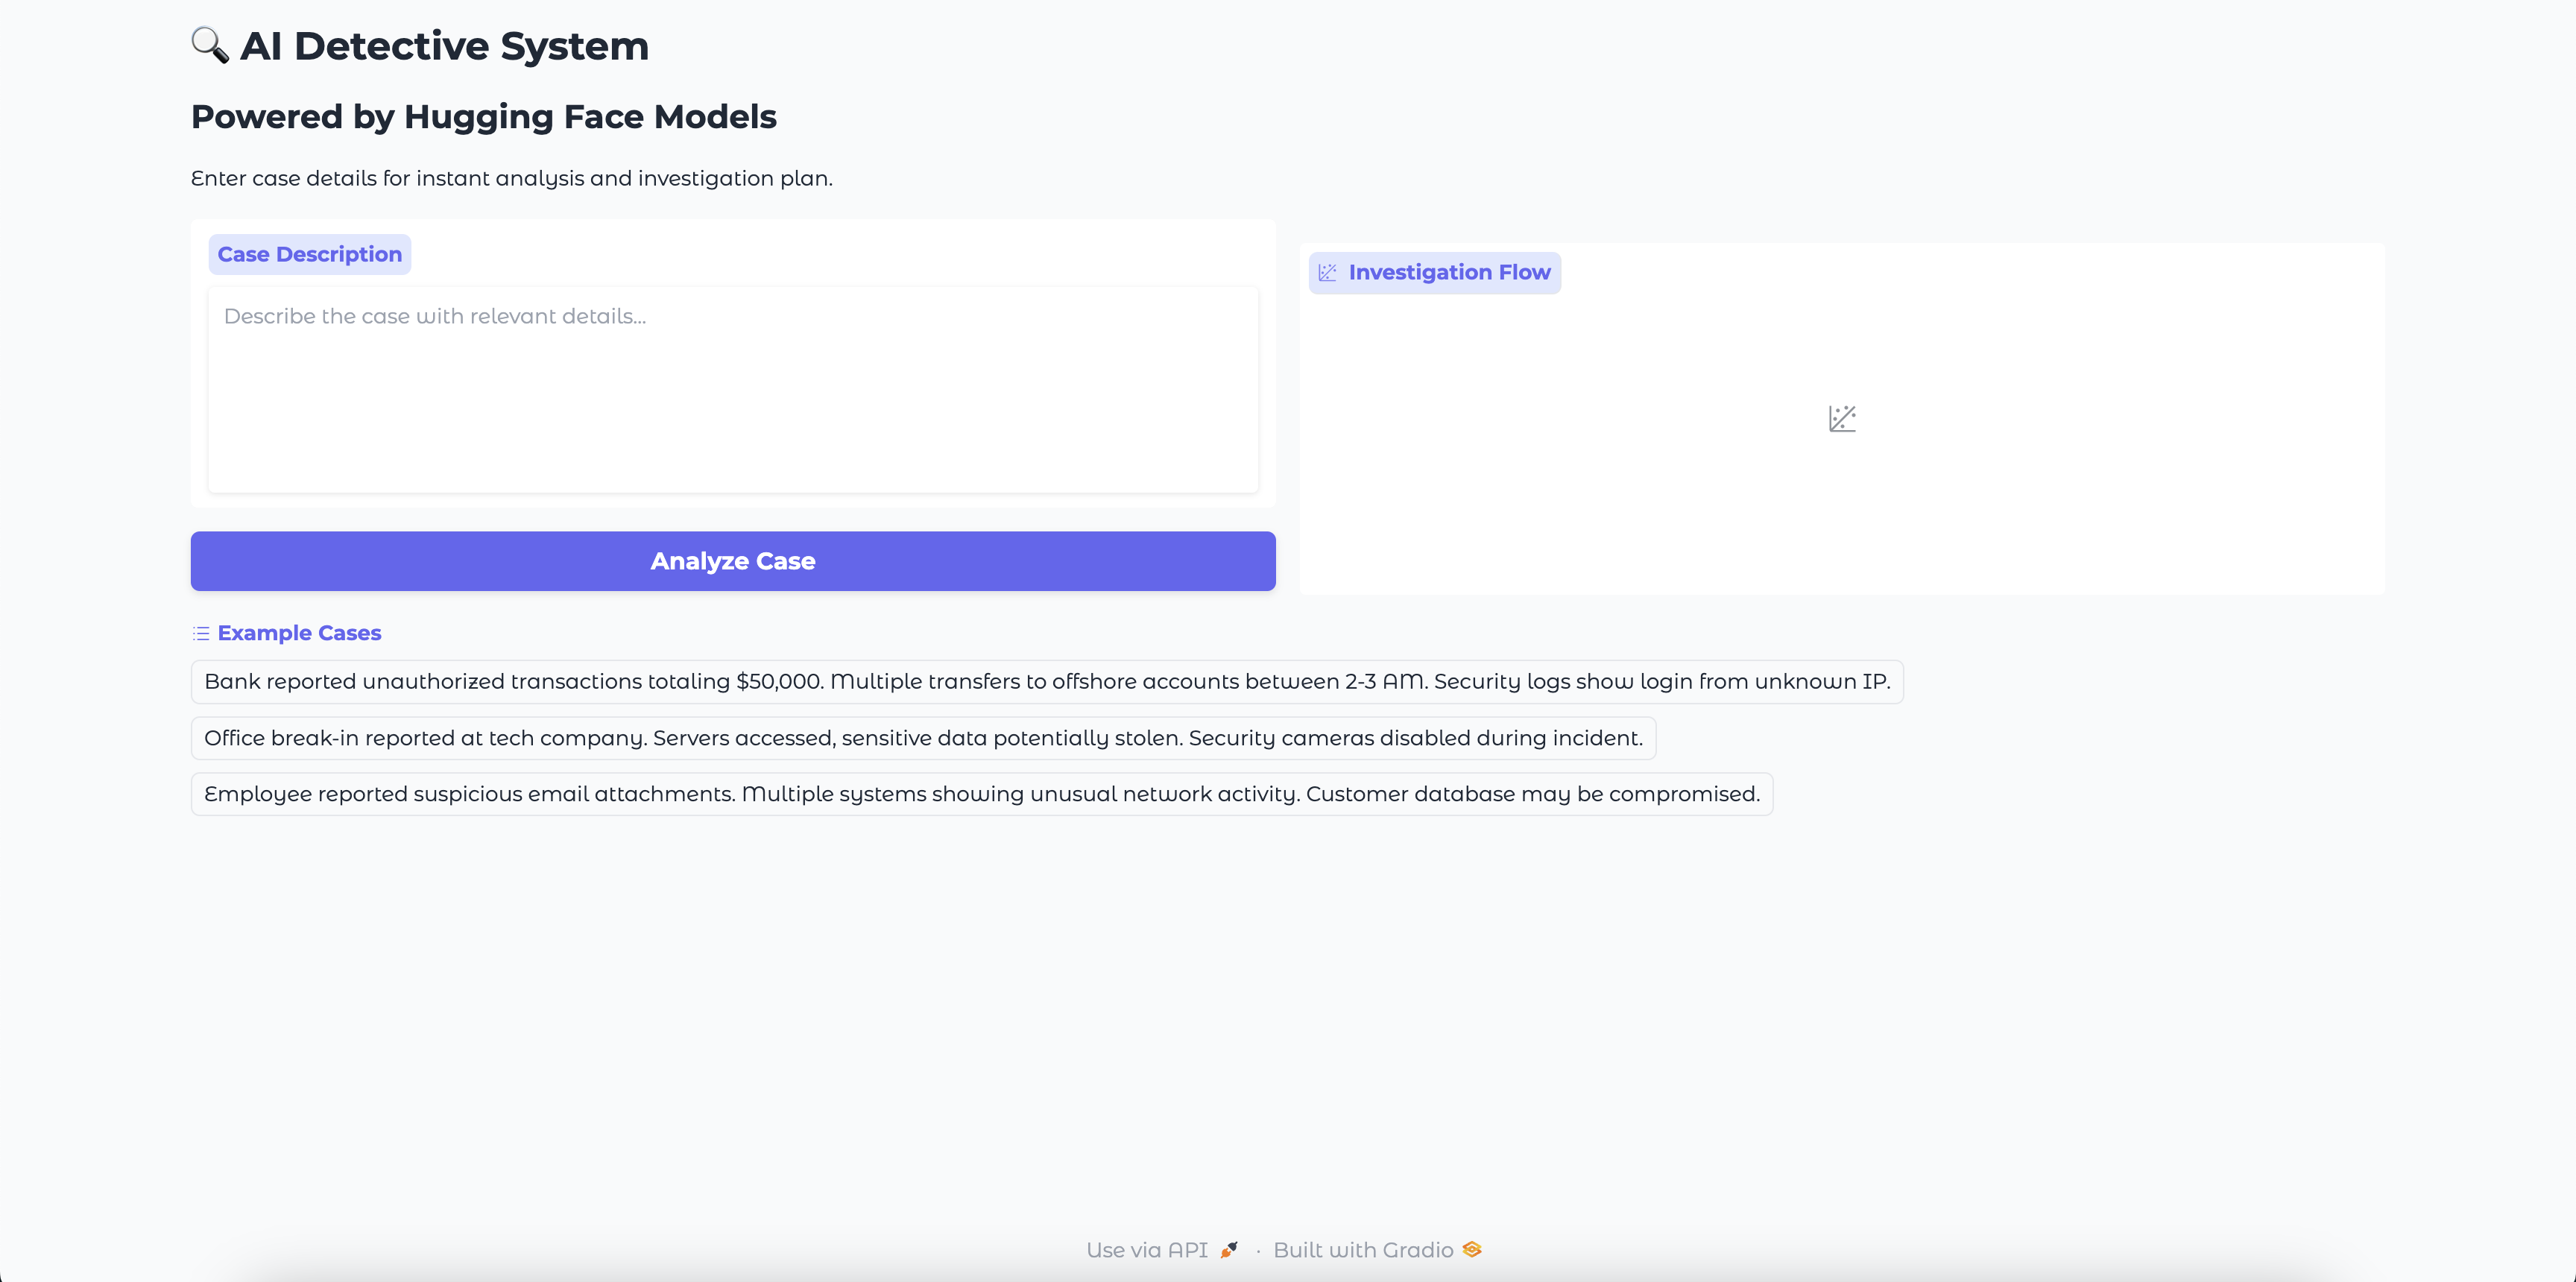 AI Detective System
Powered by Hugging Face Models
Enter case details for instant analysis and investigation plan.
Case Description
Describe the case with relevant details...
Analyze Case
Investigation Flow
Example Cases
Bank reported unauthorized transactions totaling $50,000. Multiple transfers to offshore accounts between 2-3 AM. Security logs show login from unknown IP.
Office break-in reported at tech company. Servers accessed, sensitive data potentially stolen. Security cameras disabled during incident.
Employee reported suspicious email attachments. Multiple systems showing unusual network activity. Customer database may be compromised.
Use via API · Built with Gradio